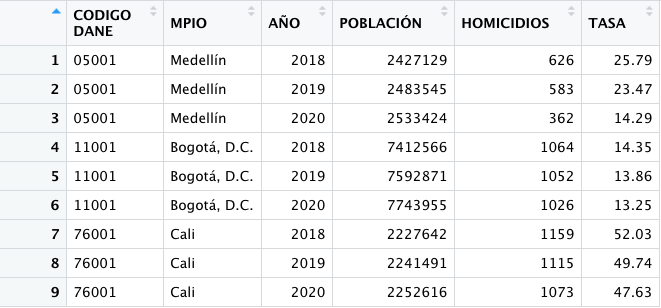 CODIGO DANE MPIO AÑO POBLACIÓN HOMICIDIOS TASA
1 05001 Medellín 2018 2427129 626 25.79
2 05001 Medellín 2019 2483545 583 23.47
3 05001 Medellín 2020 2533424 362 14.29
4 11001 Bogotá, D.C. 2018 7412566 1064 14.35
5 11001 Bogotá, D.C. 2019 7592871 1052 13.86
6 11001 Bogotá, D.C. 2020 7743955 1026 13.25
7 76001 Cali 2018 2227642 1159 52.03
8 76001 Cali 2019 2241491 1115 49.74
9 76001 Cali 2020 2252616 1073 47.63